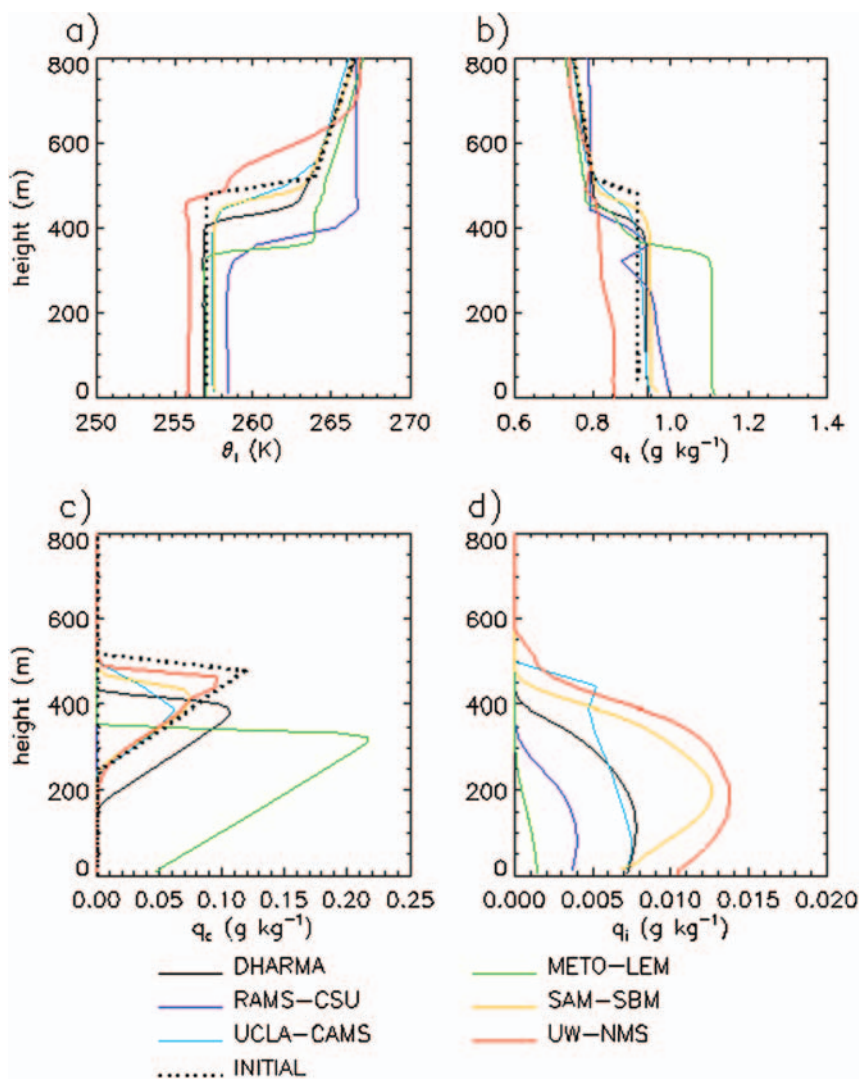 a)
b)
800
600
400
200
0
height (m)
250 255 260 265 270
θl (K)
800
600
400
200
0
0.6 0.8 1.0 1.2 1.4
qt (g kg⁻¹)
c)
d)
800
600
400
200
0
height (m)
0.00 0.05 0.10 0.15 0.20 0.25
qc (g kg⁻¹)
800
600
400
200
0
0.000 0.005 0.010 0.015 0.020
qi (g kg⁻¹)
DHARMA
METO-LEM
RAMS-CSU
SAM-SBM
UCLA-CAMS
UW-NMS
INITIAL